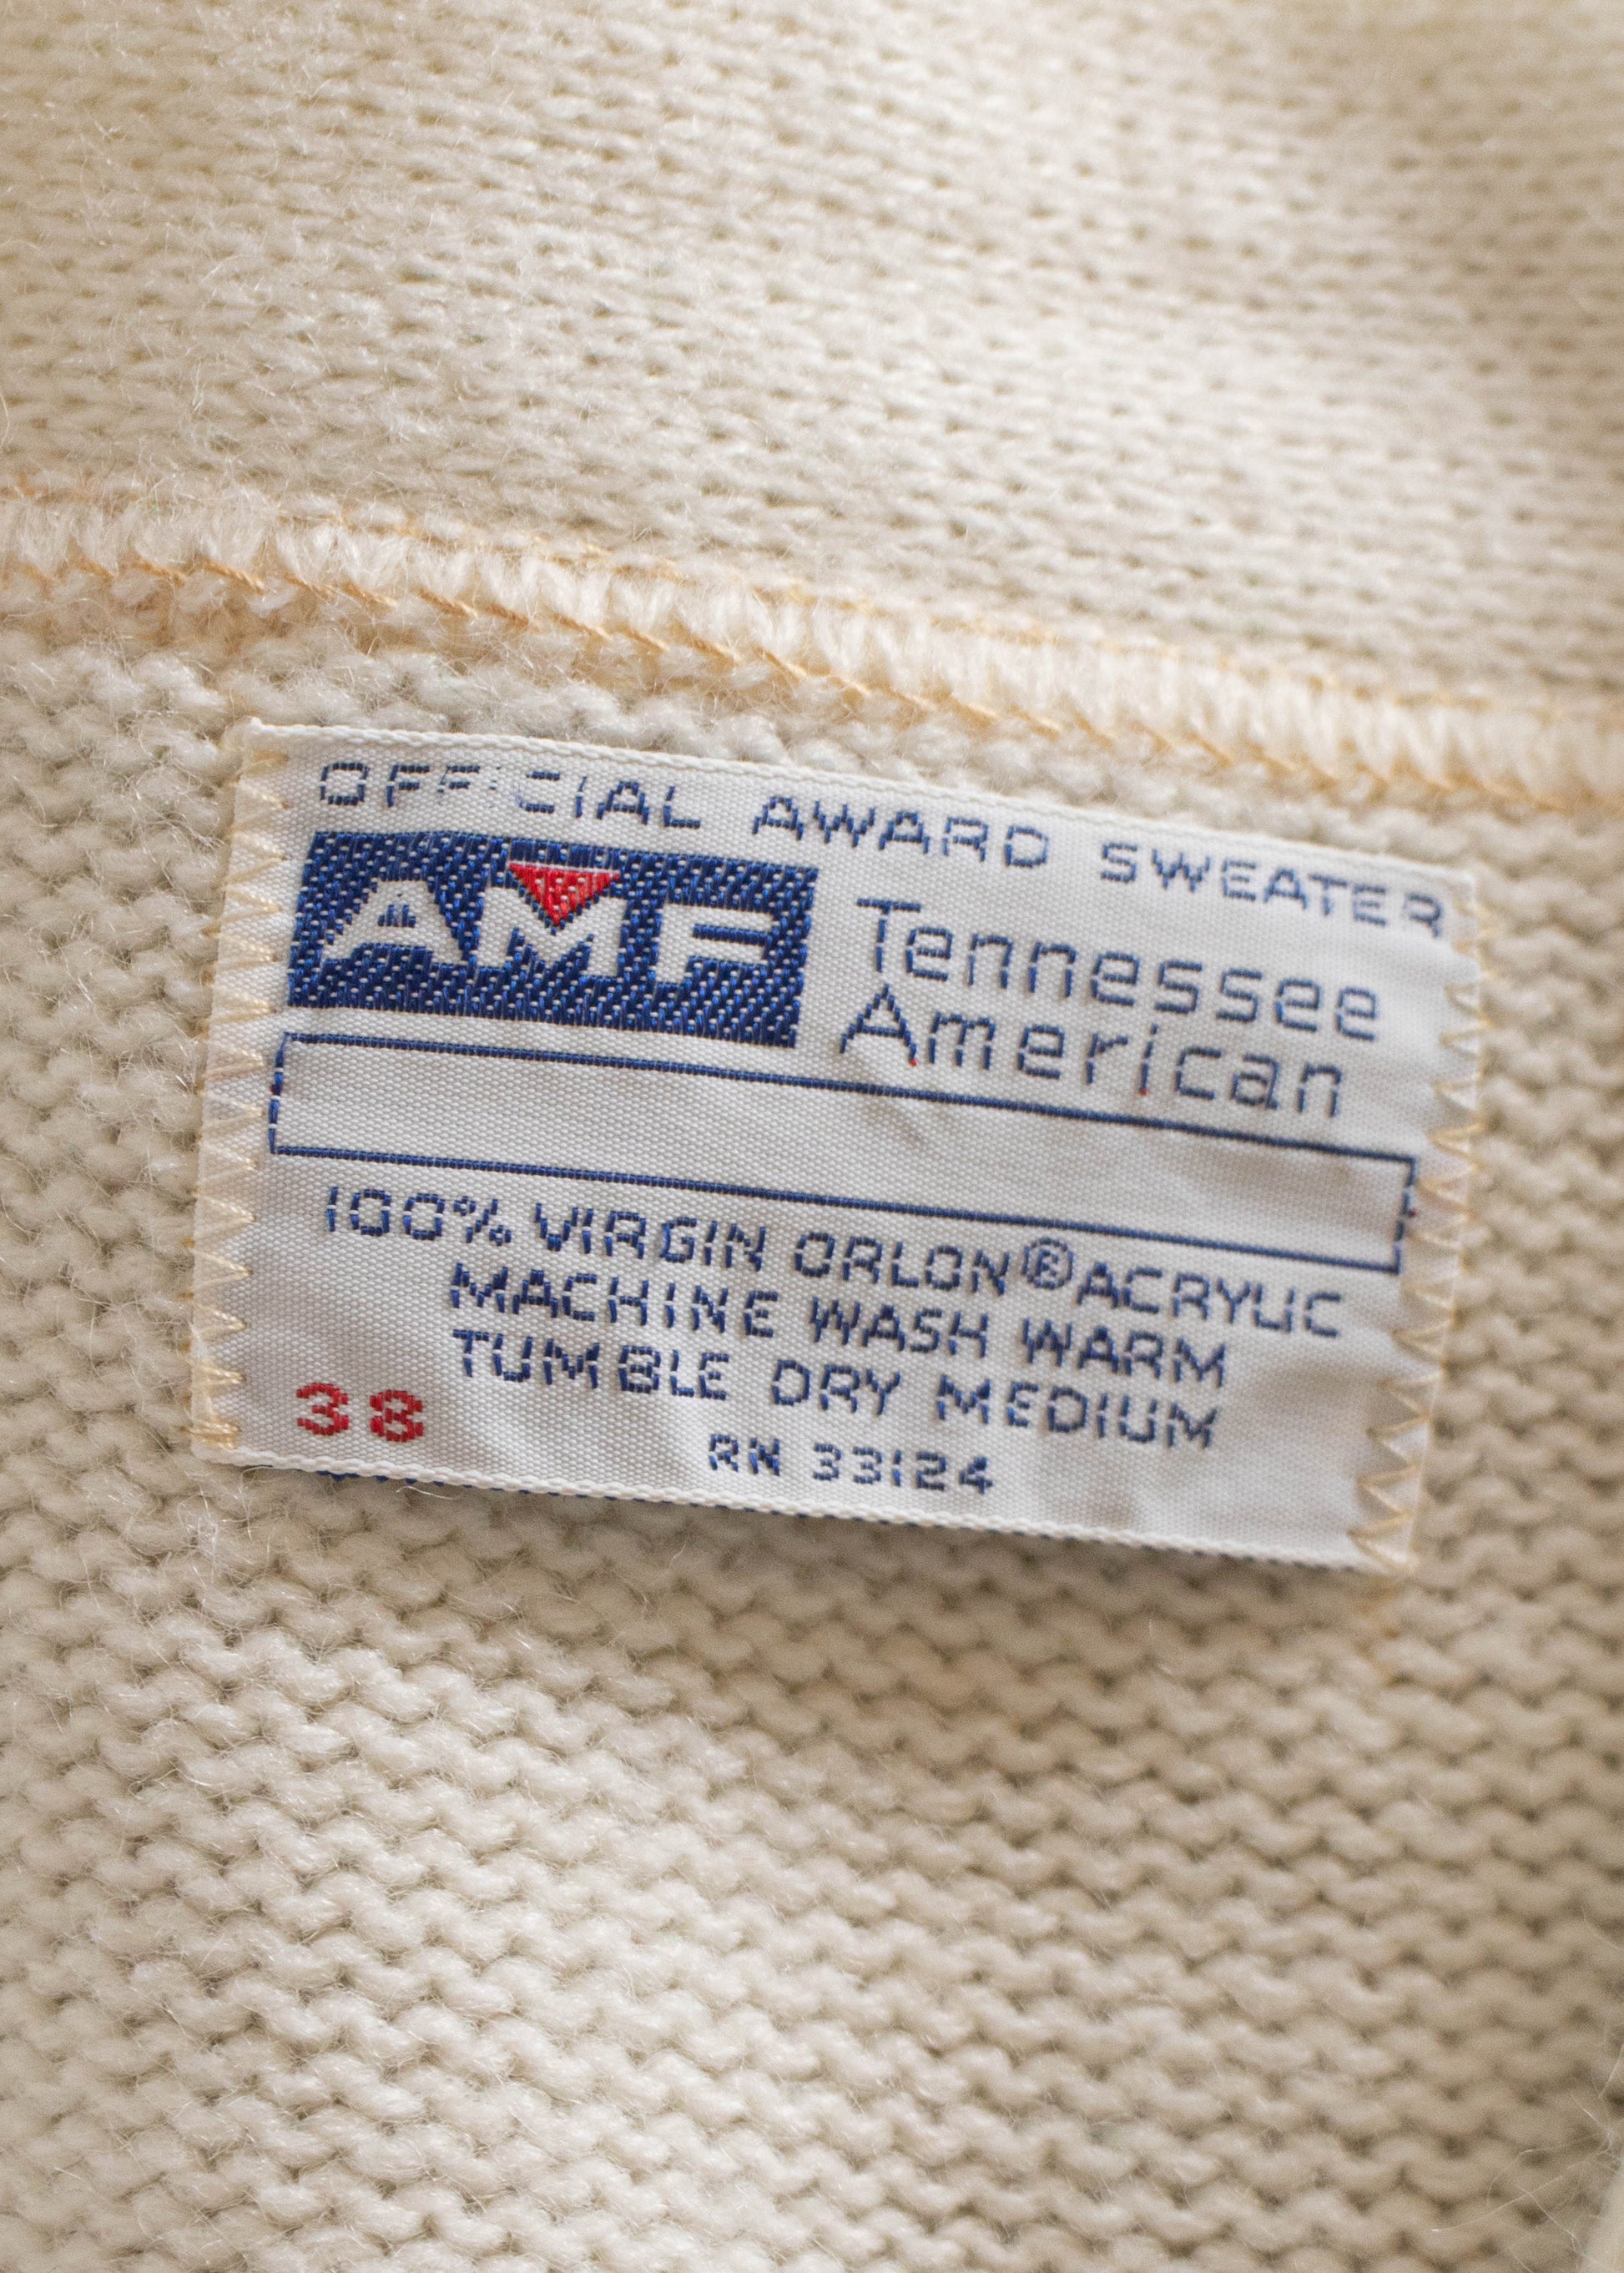 OFFICIAL AWARD SWEATER
AMF
Tennessee
American
100% VIRGIN ORLON® ACRYLIC
MACHINE WASH WARM
TUMBLE DRY MEDIUM
38
RN 33124